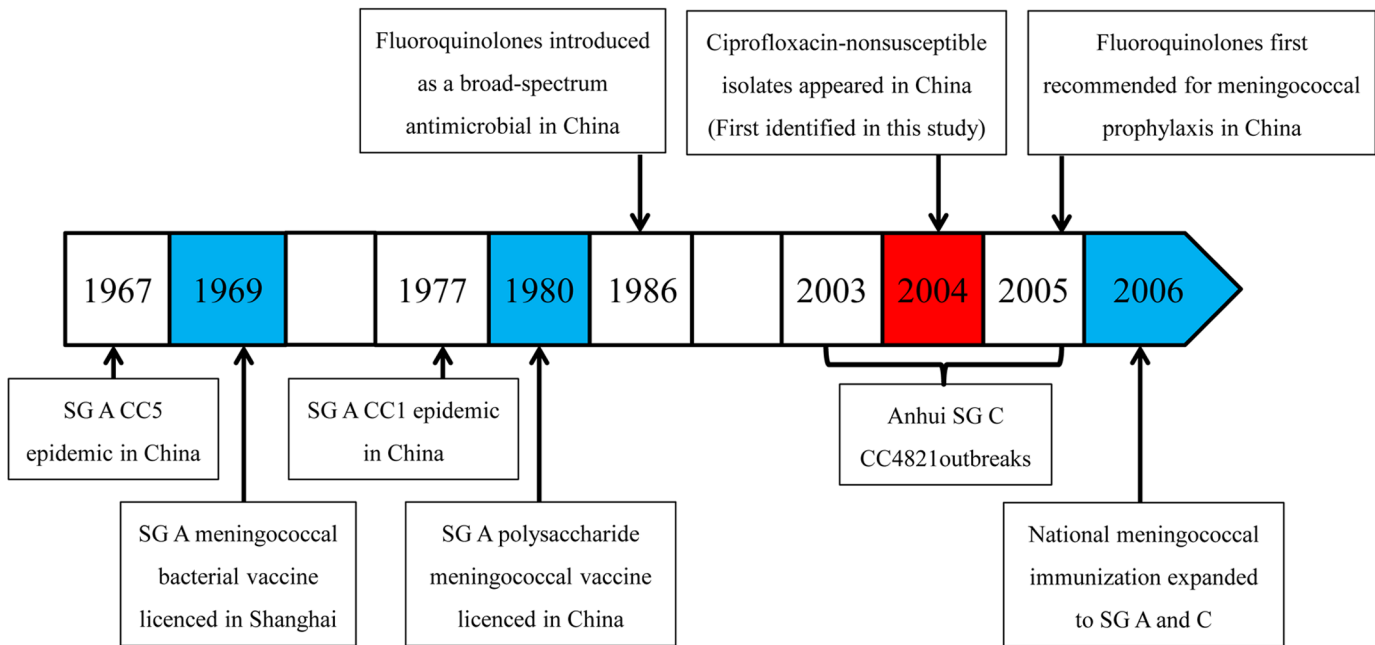 Fluoroquinolones introduced
as a broad-spectrum
antimicrobial in China
Ciprofloxacin-nonsusceptible
isolates appeared in China
(First identified in this study)
Fluoroquinolones first
recommended for meningococcal
prophylaxis in China
1967
1969
1977
1980
1986
2003
2004
2005
2006
SG A CC5
epidemic in China
SG A CC1 epidemic
in China
Anhui SG C
CC4821outbreaks
SG A meningococcal
bacterial vaccine
licenced in Shanghai
SG A polysaccharide
meningococcal vaccine
licenced in China
National meningococcal
immunization expanded
to SG A and C